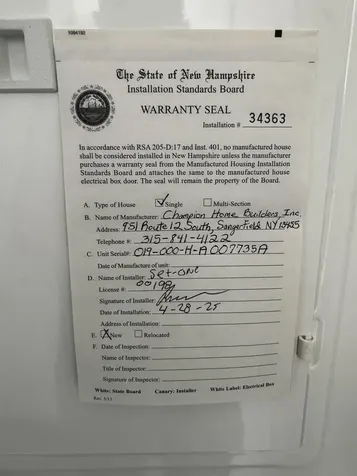 The State of New Hampshire
Installation Standards Board
WARRANTY SEAL
Installation # 34363
In accordance with RSA 205-D:17 and Inst. 401, no manufactured house
shall be considered installed in New Hampshire unless the manufacturer
purchases a warranty seal from the Manufactured Housing Installation
Standards Board and attaches the same to the manufactured house
electrical box door. The seal will remain the property of the Board.
A. Type of House Single Multi-Section
B. Name of Manufacturer: Champion Home Builders, Inc.
Address: 951 Route 12 South, Sangerfield NY 13455
Telephone #: 315-841-4122
C. Unit Serial#: 019-000-H-A007735A
Date of Manufacture of unit:
D. Name of Installer: Set-one
License #: 00198
Signature of Installer:
Date of Installation: 4-28-25
Address of Installation:
E. New Relocated
F. Date of Inspection:
Name of Inspector:
Title of Inspector:
Signature of Inspector:
White: State Board Canary: Installer White Label: Electrical Box